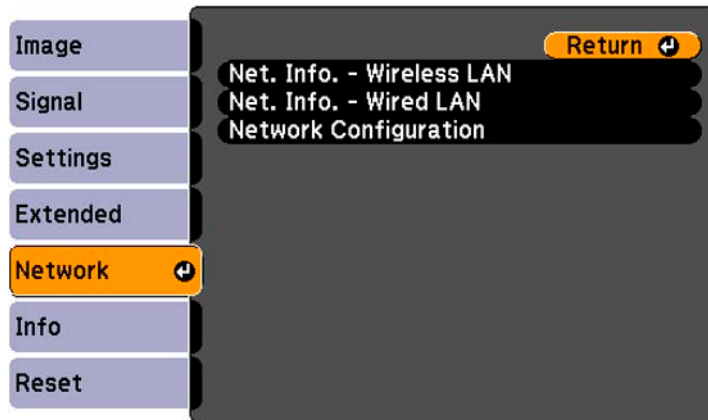 Image
Signal
Settings
Extended
Network
Info
Reset
Return
Net. Info. - Wireless LAN
Net. Info. - Wired LAN
Network Configuration